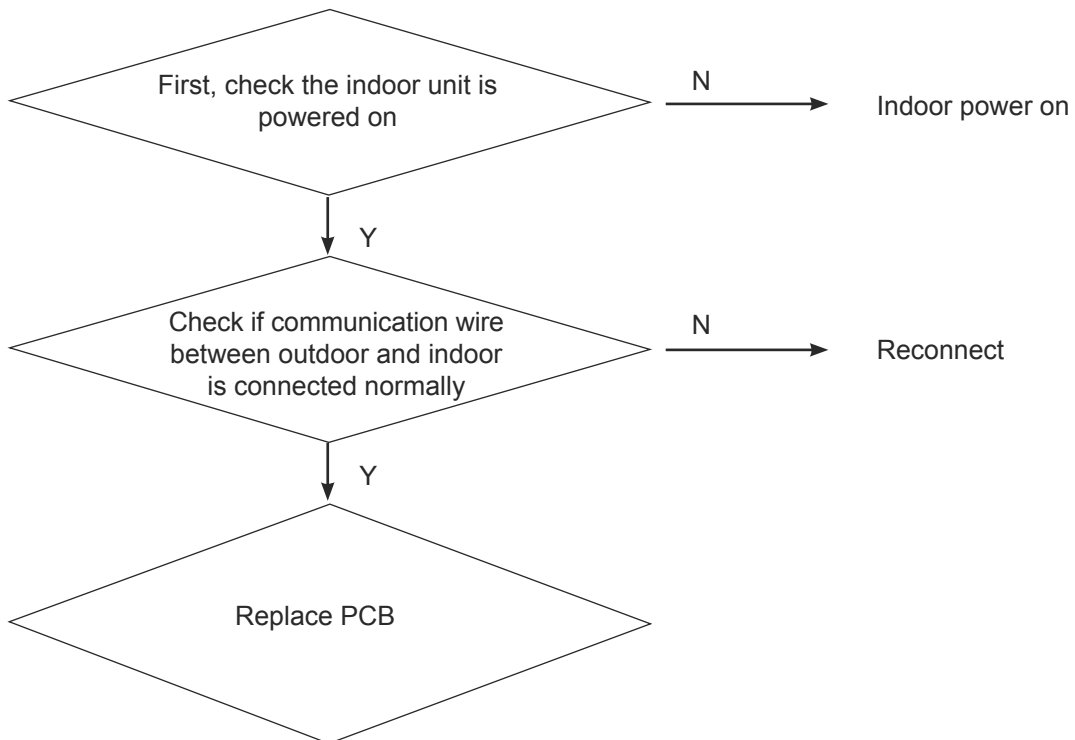 First, check the indoor unit is
powered on
N
Indoor power on
Y
Check if communication wire
between outdoor and indoor
is connected normally
N
Reconnect
Y
Replace PCB